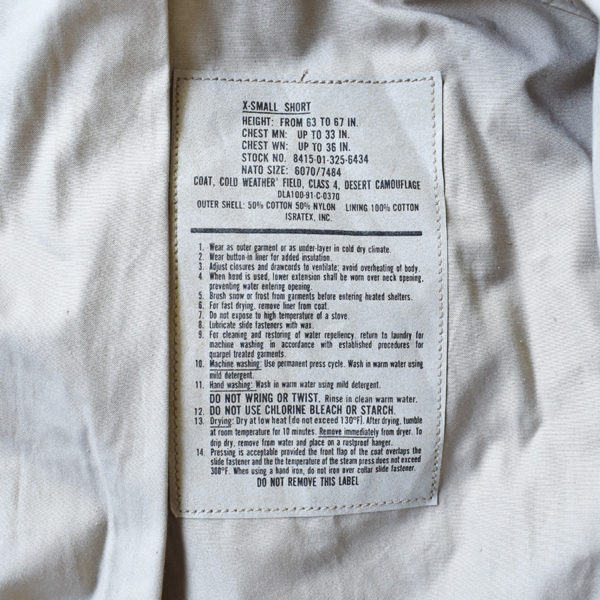 X-SMALL SHORT
HEIGHT: FROM 63 TO 67 IN.
CHEST MN: UP TO 33 IN.
CHEST WN: UP TO 36 IN.
STOCK NO. 8415-01-325-6434
NATO SIZE: 6070/7484
COAT, COLD WEATHER' FIELD, CLASS 4, DESERT CAMOUFLAGE
DLA100-91-C-0370
OUTER SHELL: 50% COTTON 50% NYLON LINING 100% COTTON
ISRATEX, INC.
1. Wear as outer garment or as under-layer in cold dry climate.
2. Wear button-in liner for added insulation.
3. Adjust closures and drawcords to ventilate; avoid overheating of body.
4. When hood is used, lower extension shall be worn over neck opening,
preventing water entering opening.
5. Brush snow or frost from garments before entering heated shelters.
6. For fast drying, remove liner from coat.
7. Do not expose to high temperature of a stove.
8. Lubricate slide fasteners with wax.
9. For cleaning and restoring of water repellency, return to laundry for
machine washing in accordance with established procedures for
quarpel treated garments.
10. Machine washing: Use permanent press cycle. Wash in warm water using
mild detergent.
11. Hand washing: Wash in warm water using mild detergent.
DO NOT WRING OR TWIST. Rinse in clean warm water.
12. DO NOT USE CHLORINE BLEACH OR STARCH.
13. Drying: Dry at low heat (do not exceed 130°F). After drying, tumble
at room temperature for 10 minutes. Remove immediately from dryer. To
drip dry, remove from water and place on a rustproof hanger.
14. Pressing is acceptable provided the front flap of the coat overlaps the
slide fastener and the the temperature of the steam press does not exceed
300°F. When using a hand iron, do not iron over collar slide fastener.
DO NOT REMOVE THIS LABEL